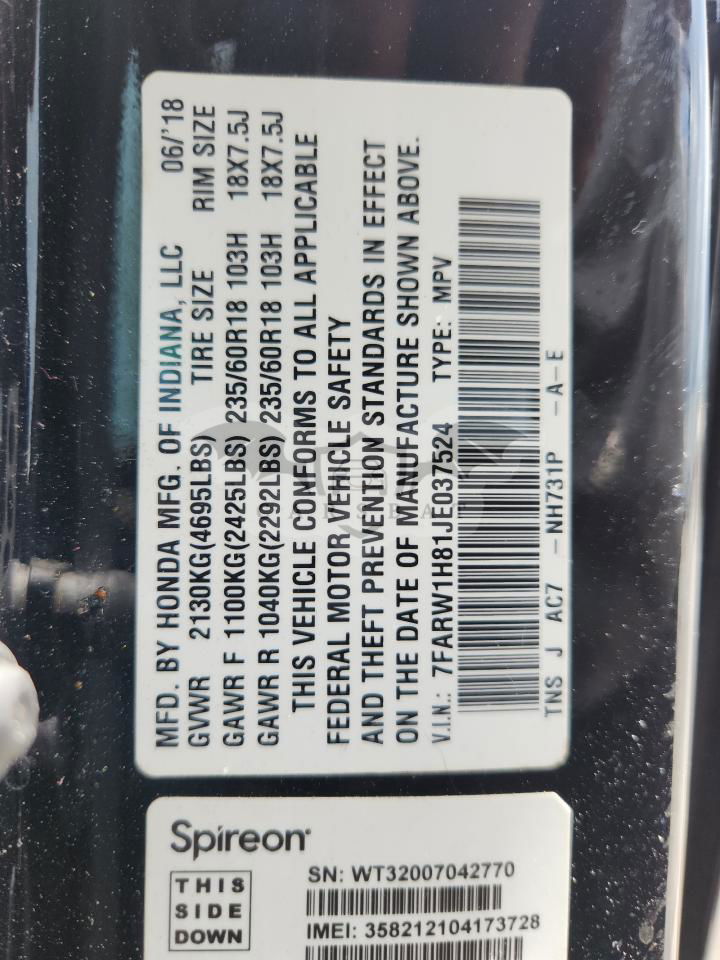 MFD. BY HONDA MFG. OF INDIANA, LLC 06/'18
GVWR 2130KG(4695LBS) TIRE SIZE RIM SIZE
GAWR F 1100KG(2425LBS) 235/60R18 103H 18X7.5J
GAWR R 1040KG(2292LBS) 235/60R18 103H 18X7.5J
THIS VEHICLE CONFORMS TO ALL APPLICABLE
FEDERAL MOTOR VEHICLE SAFETY
AND THEFT PREVENTION STANDARDS IN EFFECT
ON THE DATE OF MANUFACTURE SHOWN ABOVE.
V.I.N.: 7FARW1H81JE037524 TYPE: MPV
TNS J AC7 -NH731P -A-E
Spireon
THIS
SIDE
DOWN
SN: WT32007042770
IMEI: 358212104173728